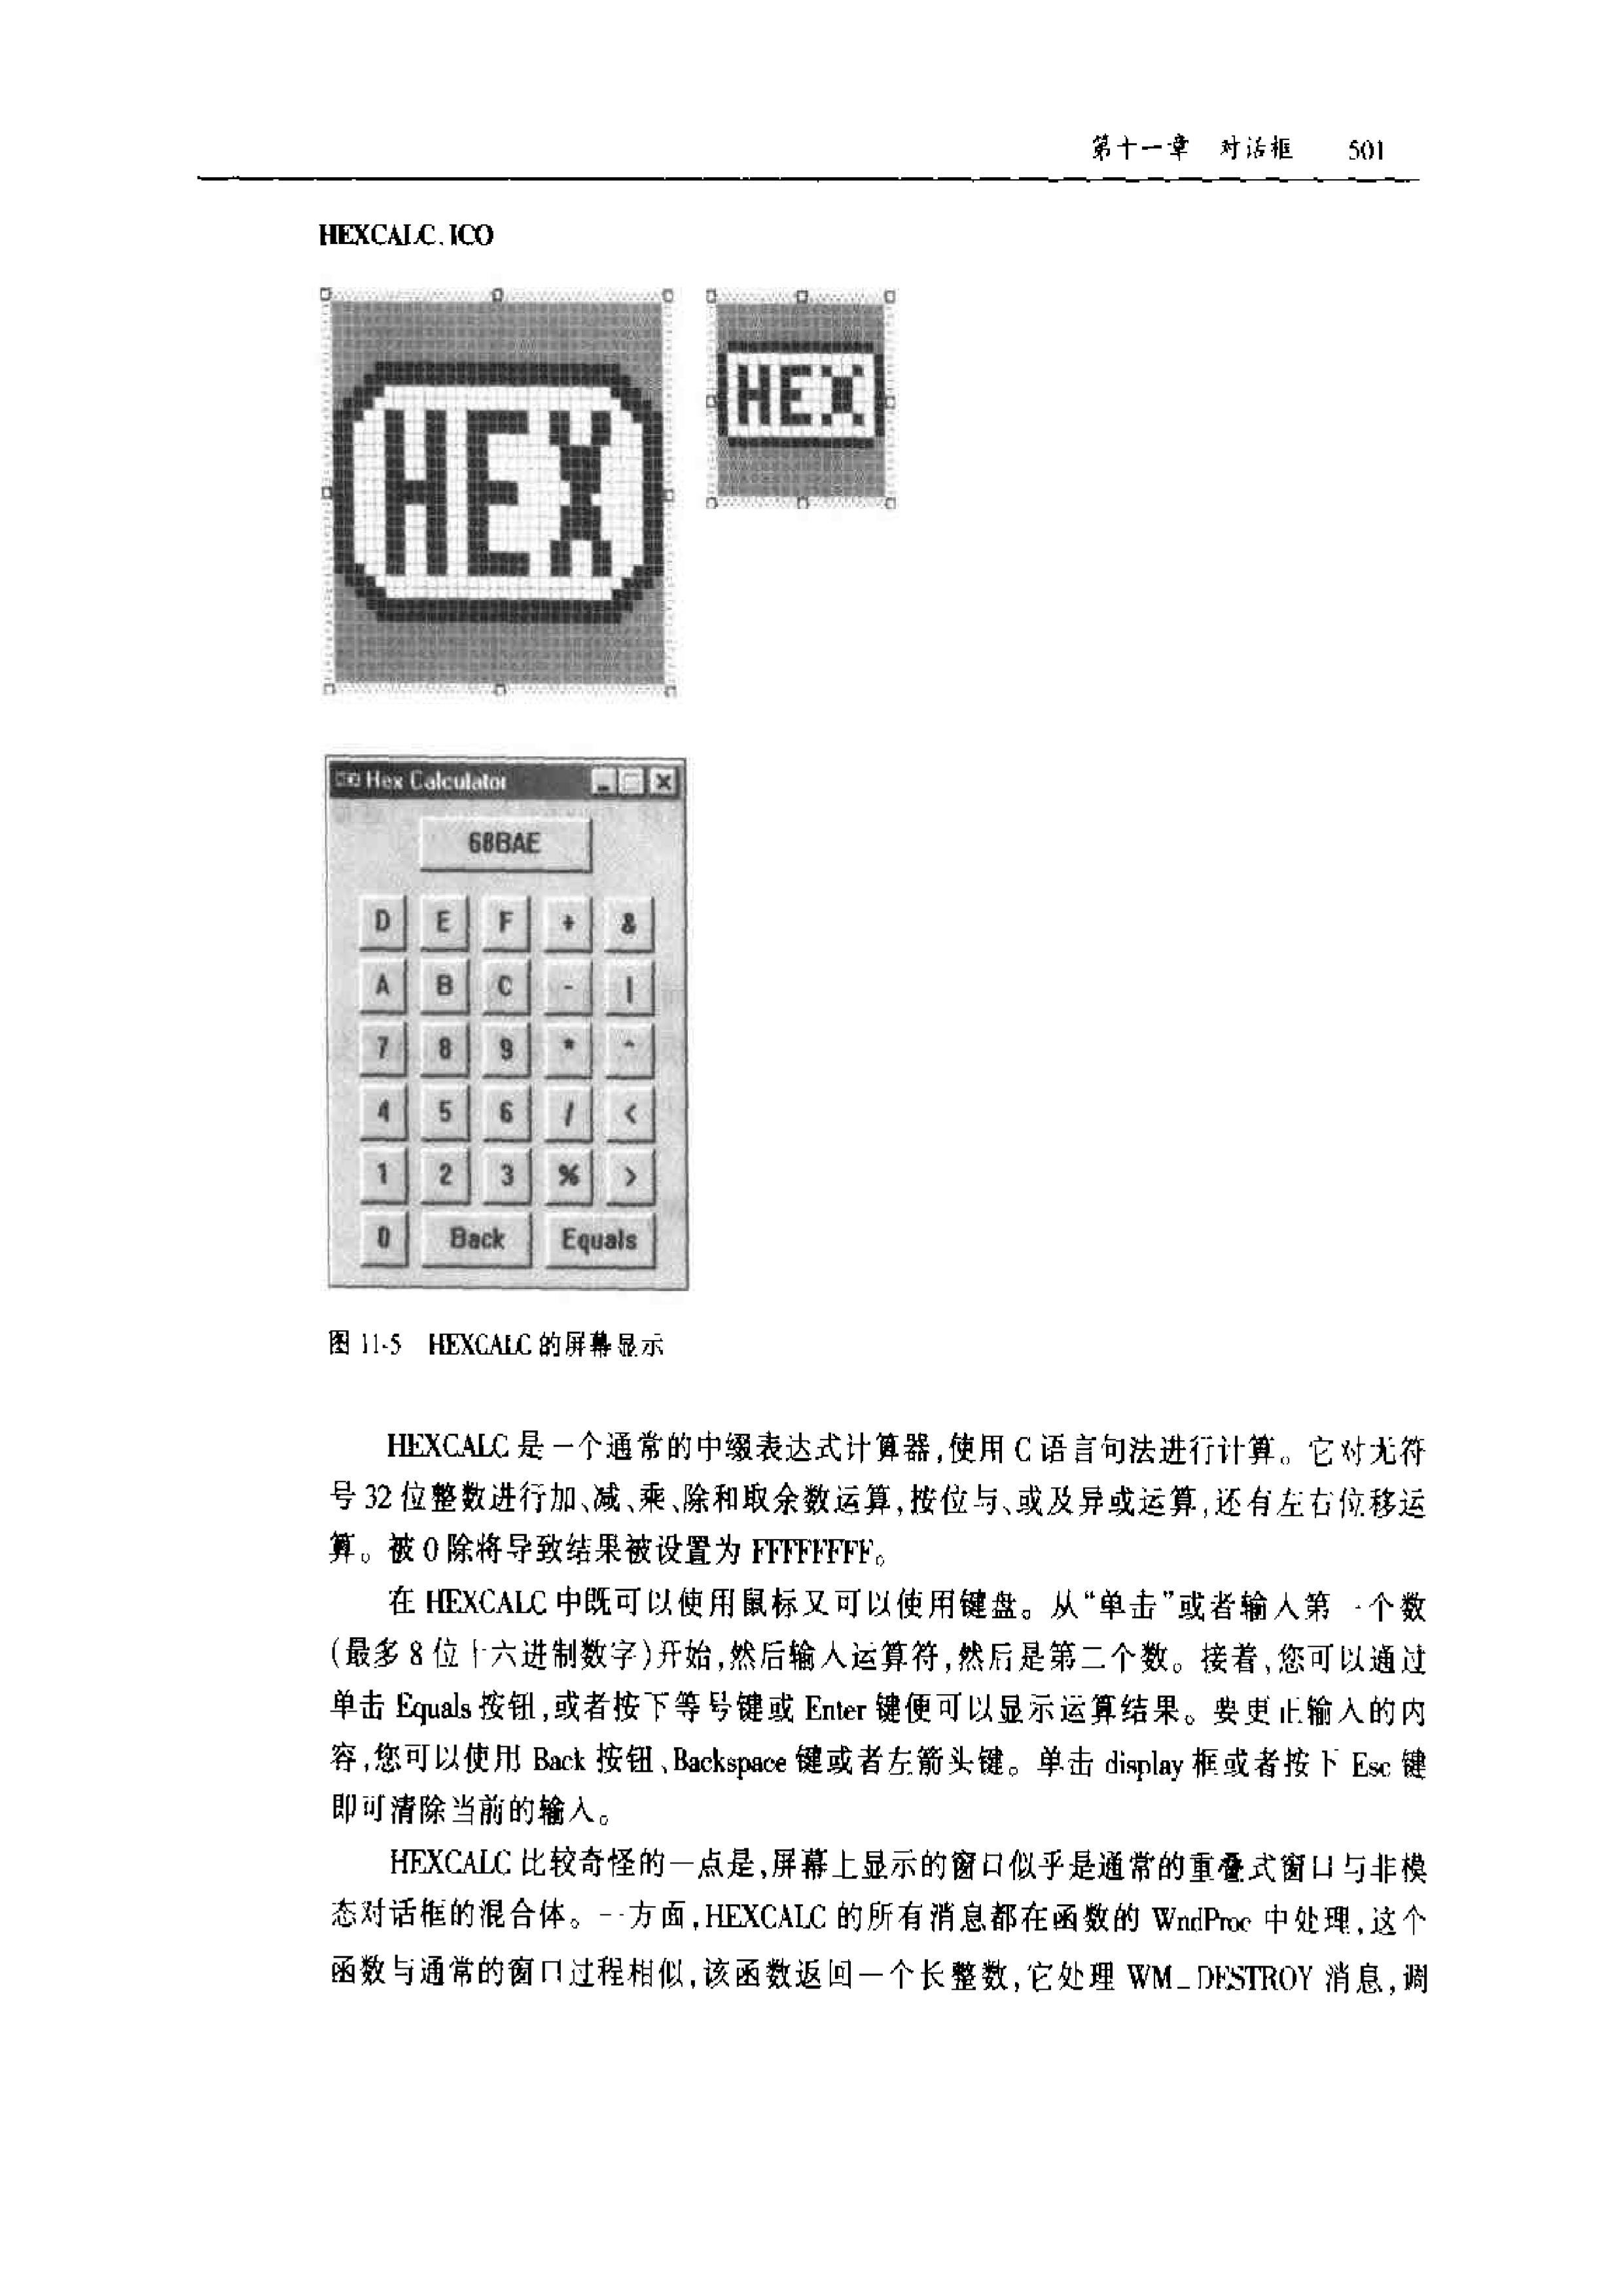 第十一章 对话框 501
HEXCALC.ICO
HEX
HEX
Hex Calculator
68BAE
D E F + &
A B C - |
7 8 9 * ^
4 5 6 / <
1 2 3 % >
0 Back Equals
图 11-5 HEXCALC 的屏幕显示
HEXCALC 是一个通常的中缀表达式计算器,使用 C 语言句法进行计算。它对无符
号 32 位整数进行加、减、乘、除和取余数运算,按位与、或及异或运算,还有左右位移运
算。被 0 除将导致结果被设置为 FFFFFFFF。
在 HEXCALC 中既可以使用鼠标又可以使用键盘。从“单击”或者输入第一个数
(最多 8 位十六进制数字)开始,然后输入运算符,然后是第二个数。接着,您可以通过
单击 Equals 按钮,或者按下等号键或 Enter 键便可以显示运算结果。要更正输入的内
容,您可以使用 Back 按钮、Backspace 键或者左箭头键。单击 display 框或者按下 Esc 键
即可清除当前的输入。
HEXCALC 比较奇怪的一点是,屏幕上显示的窗口似乎是通常的重叠式窗口与非模
态对话框的混合体。一方面,HEXCALC 的所有消息都在函数的 WndProc 中处理,这个
函数与通常的窗口过程相似,该函数返回一个长整数,它处理 WM_DESTROY 消息,调